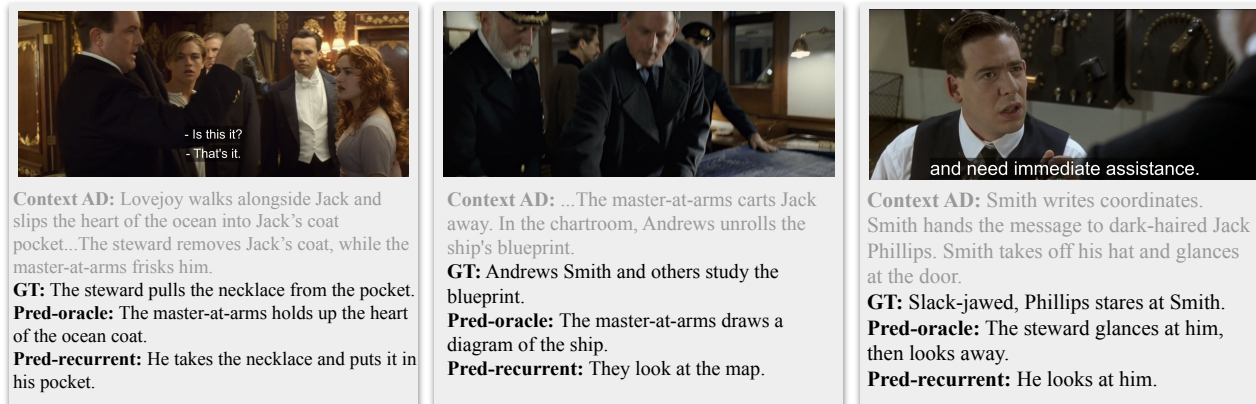 - Is this it?
- That's it.
Context AD: Lovejoy walks alongside Jack and
slips the heart of the ocean into Jack’s coat
pocket...The steward removes Jack’s coat, while the
master-at-arms frisks him.
GT: The steward pulls the necklace from the pocket.
Pred-oracle: The master-at-arms holds up the heart
of the ocean coat.
Pred-recurrent: He takes the necklace and puts it in
his pocket.
Context AD: ...The master-at-arms carts Jack
away. In the chartroom, Andrews unrolls the
ship's blueprint.
GT: Andrews Smith and others study the
blueprint.
Pred-oracle: The master-at-arms draws a
diagram of the ship.
Pred-recurrent: They look at the map.
and need immediate assistance.
Context AD: Smith writes coordinates.
Smith hands the message to dark-haired Jack
Phillips. Smith takes off his hat and glances
at the door.
GT: Slack-jawed, Phillips stares at Smith.
Pred-oracle: The steward glances at him,
then looks away.
Pred-recurrent: He looks at him.